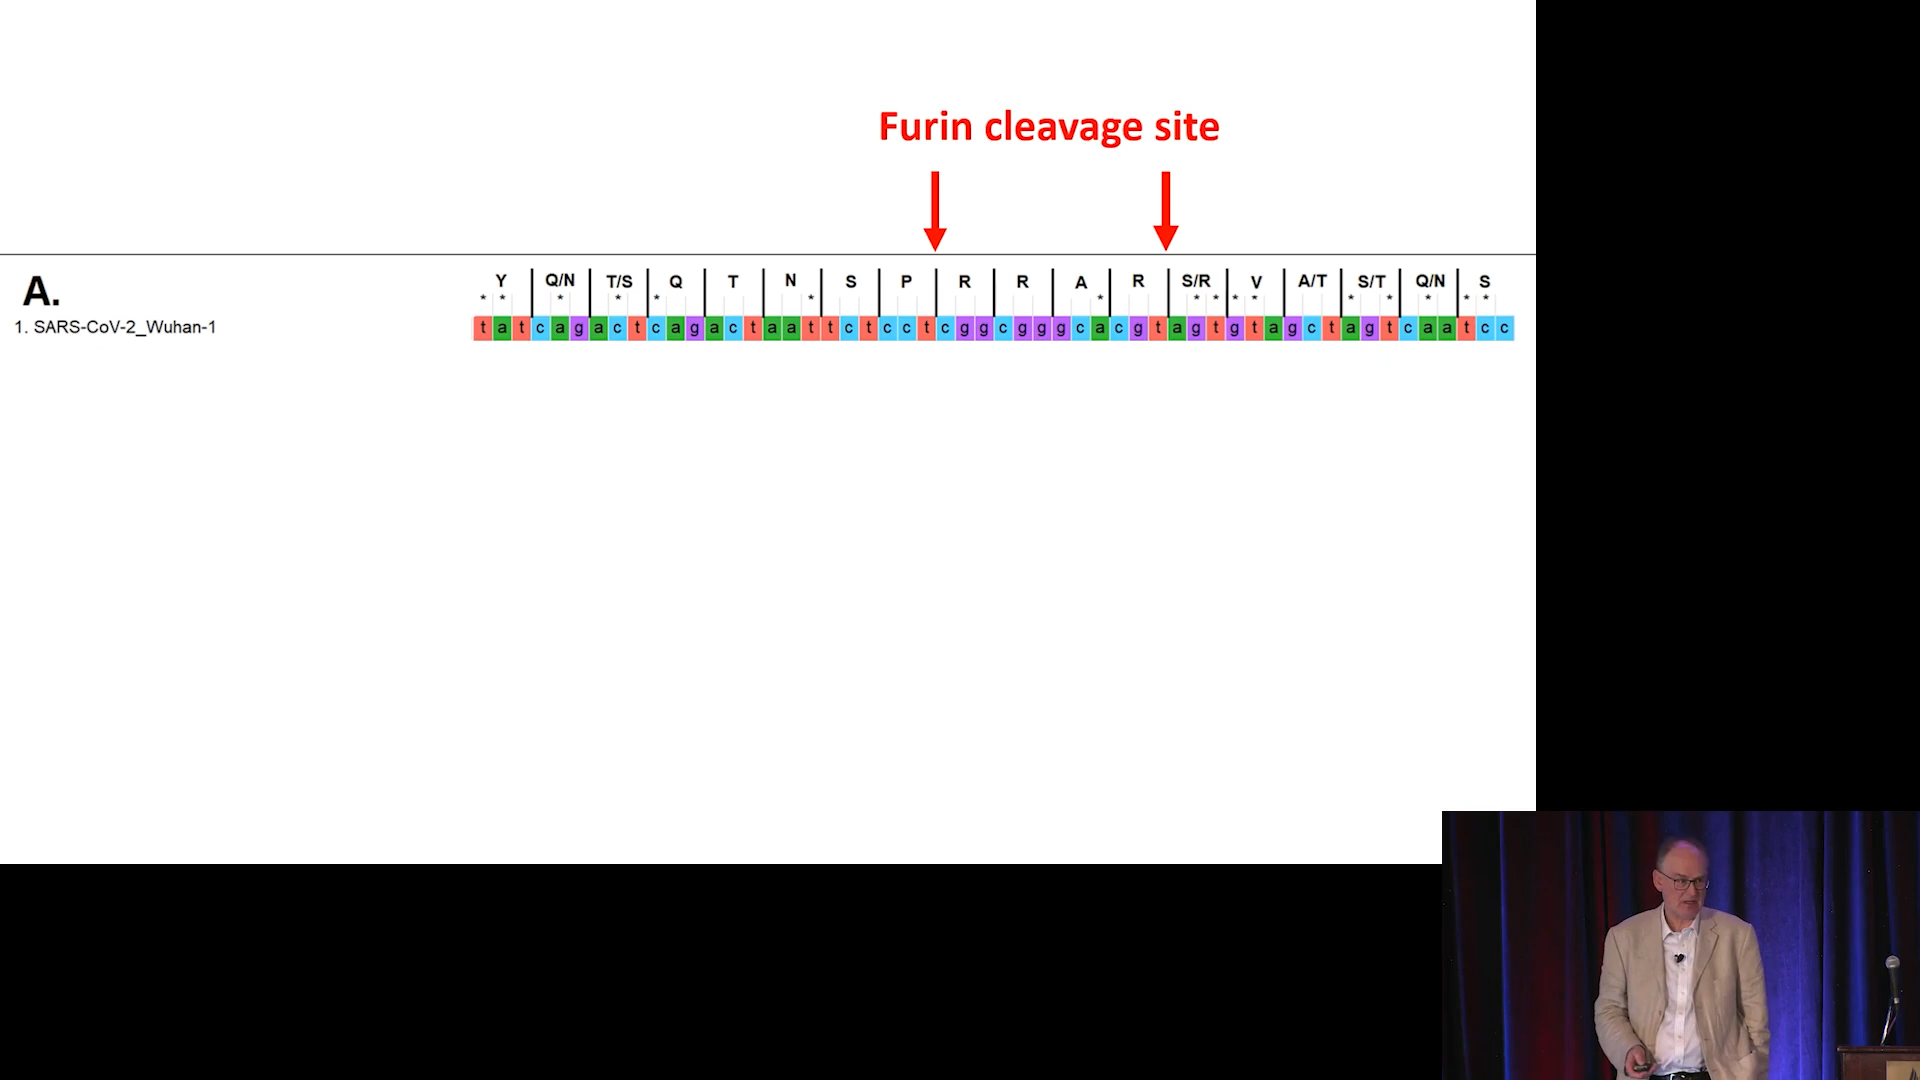 Furin cleavage site
A.
Y Q/N T/S Q T N S P R R A R S/R V A/T S/T Q/N S
* * * * * * * * * * * * * * * *
1. SARS-CoV-2_Wuhan-1 t a t c a g a c t c a g a c t a a t t c t c c t c g g c g g g c a c g t a g t g t a g c t a g t c a a t c c